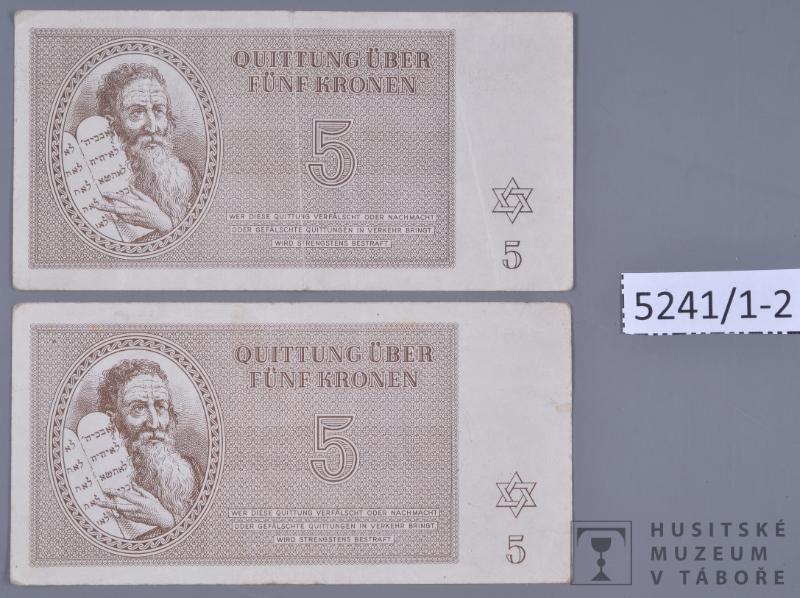 QUITTUNG ÜBER
FÜNF KRONEN
5
WER DIESE QUITTUNG VERFÄLSCHT ODER NACHMACHT
ODER GEFÄLSCHTE QUITTUNGEN IN VERKEHR BRINGT,
WIRD STRENGSTENS BESTRAFT.
5
QUITTUNG ÜBER
FÜNF KRONEN
5
WER DIESE QUITTUNG VERFÄLSCHT ODER NACHMACHT
ODER GEFÄLSCHTE QUITTUNGEN IN VERKEHR BRINGT,
WIRD STRENGSTENS BESTRAFT.
5
5241/1-2
HUSITSKÉ
MUZEUM
V TÁBOŘE